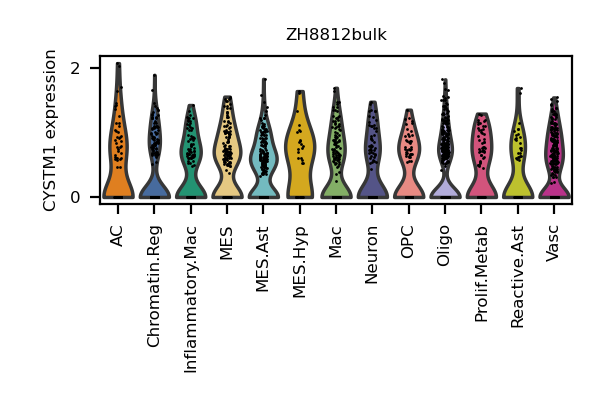 ZH8812bulk
CYSTM1 expression
2
0
AC
Chromatin.Reg
Inflammatory.Mac
MES
MES.Ast
MES.Hyp
Mac
Neuron
OPC
Oligo
Prolif.Metab
Reactive.Ast
Vasc